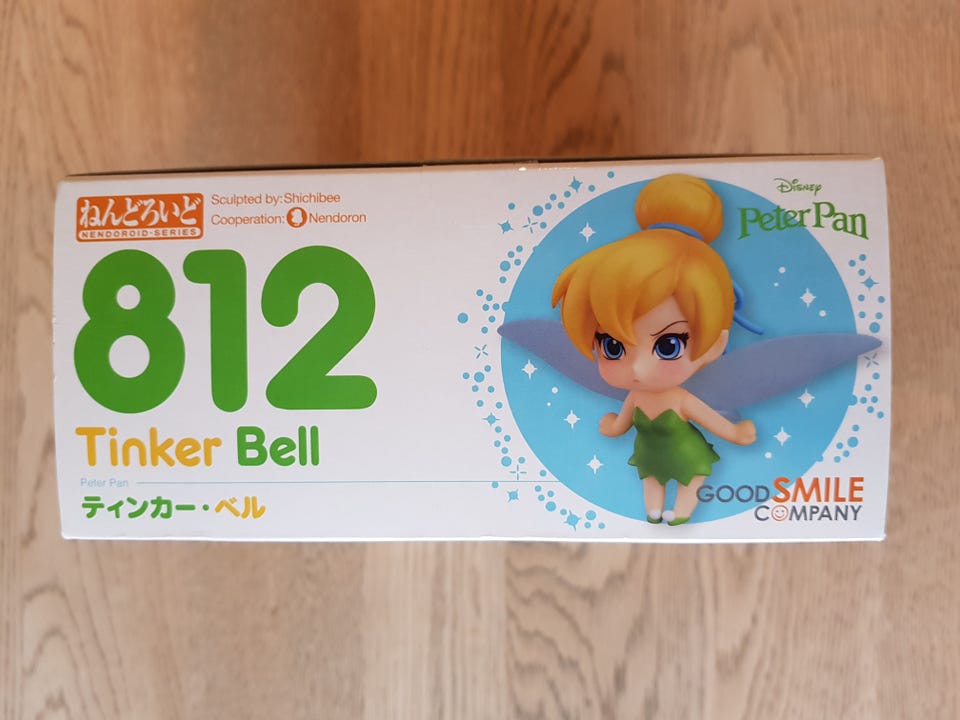 ねんどろいど
NENDOROID-SERIES
Sculpted by: Shichibee
Cooperation: Nendoron
812
Tinker Bell
Peter Pan
ティンカー・ベル
Disney
Peter Pan
GOOD SMILE
COMPANY